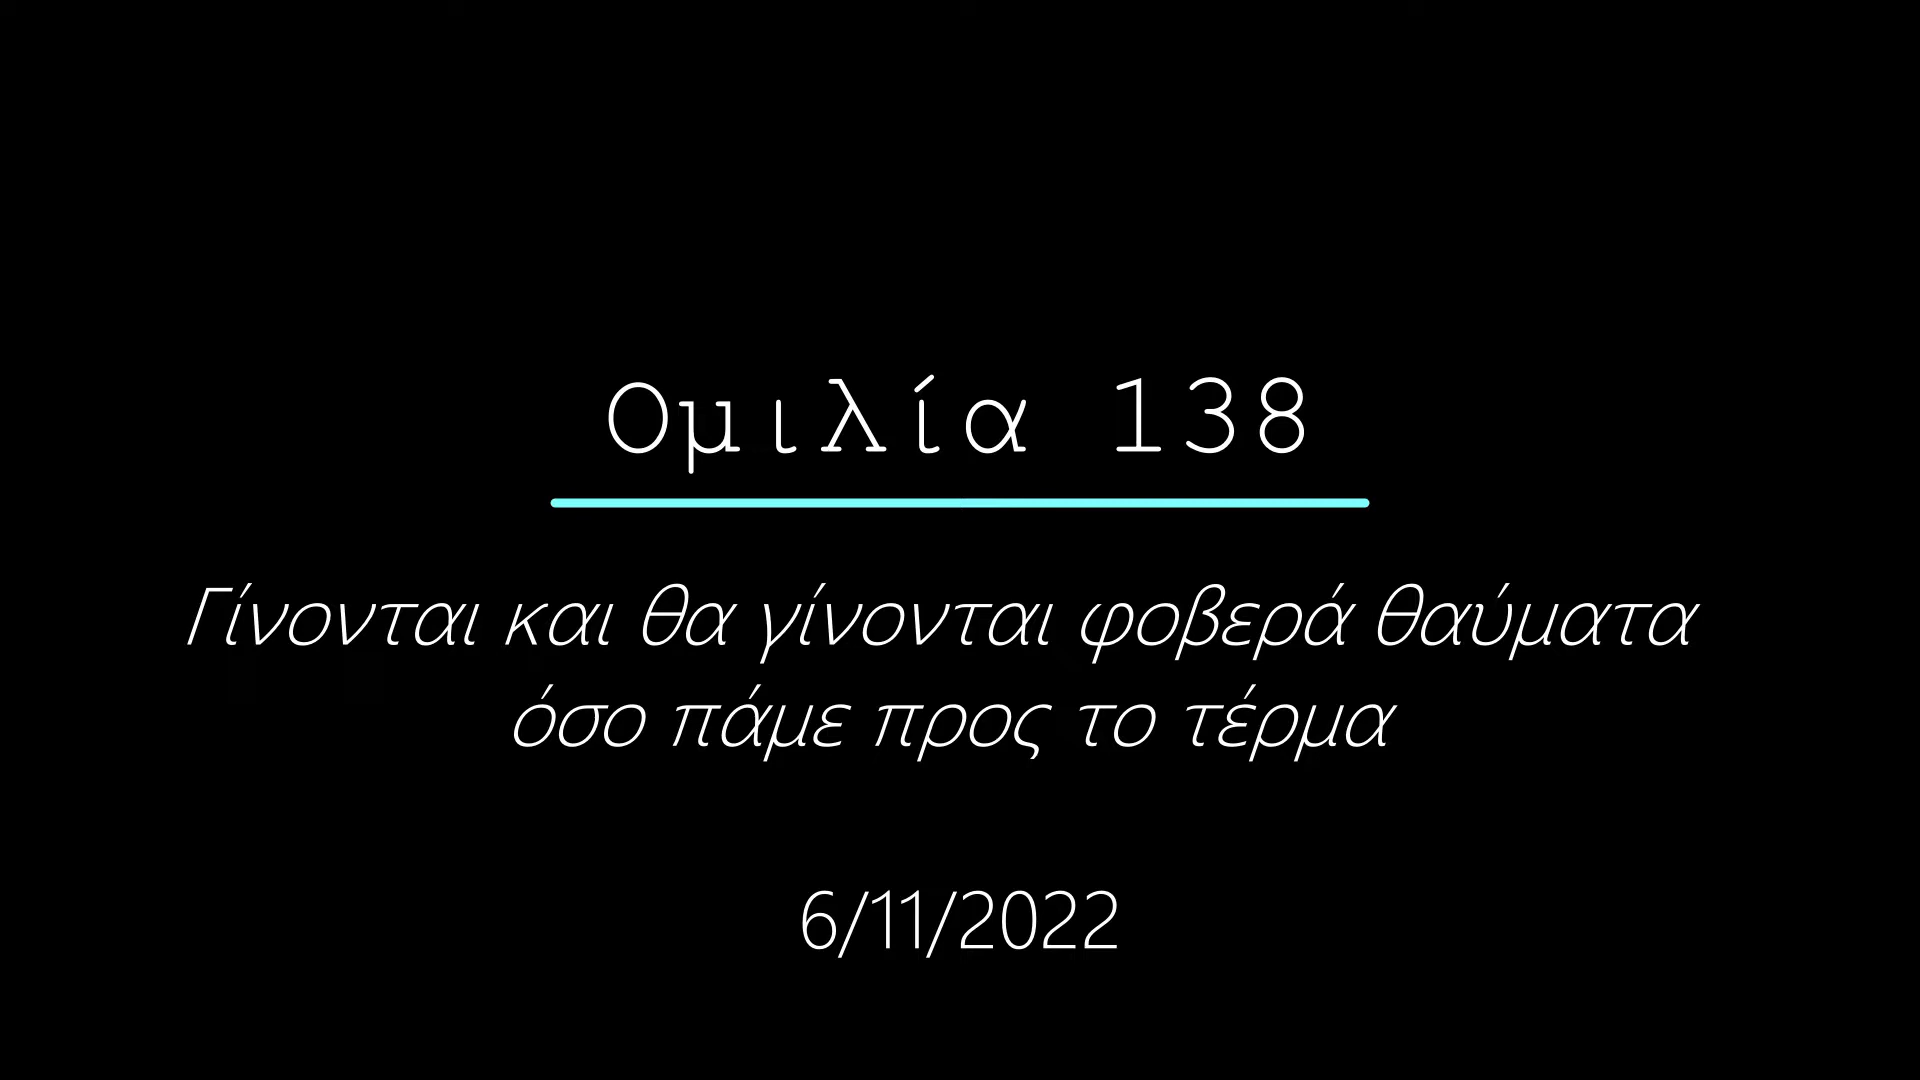 Ομιλία 138
Γίνονται και θα γίνονται φοβερά θαύματα
όσο πάμε προς το τέρμα
6/11/2022